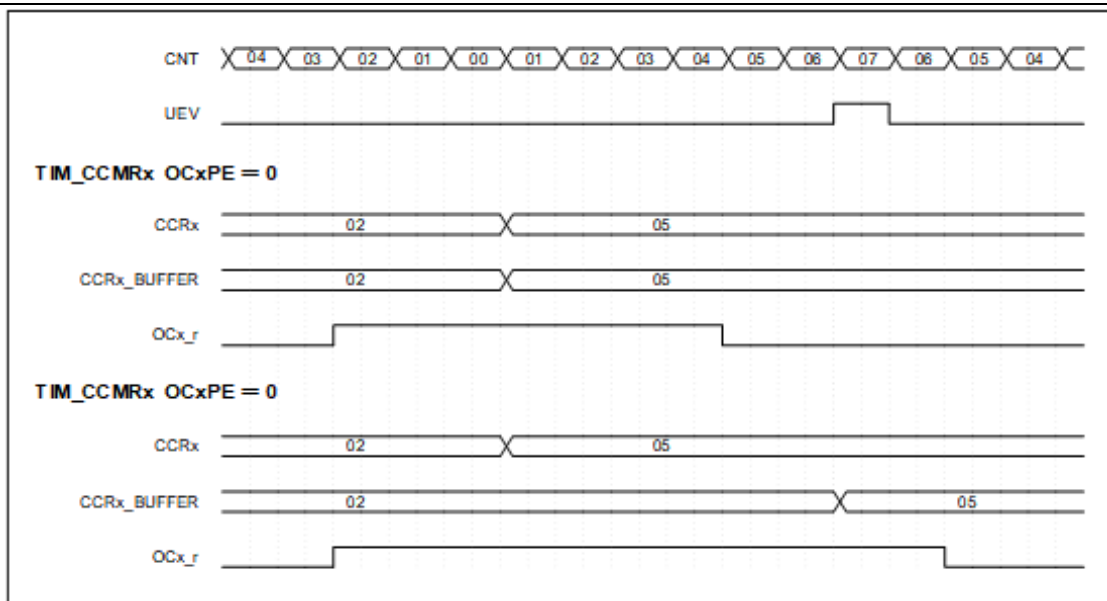 CNT 04 03 02 01 00 01 02 03 04 05 06 07 06 05 04
UEV
TIM_CCMRx OCxPE = 0
CCRx 02 05
CCRx_BUFFER 02 05
OCx_r
TIM_CCMRx OCxPE = 0
CCRx 02 05
CCRx_BUFFER 02 05
OCx_r